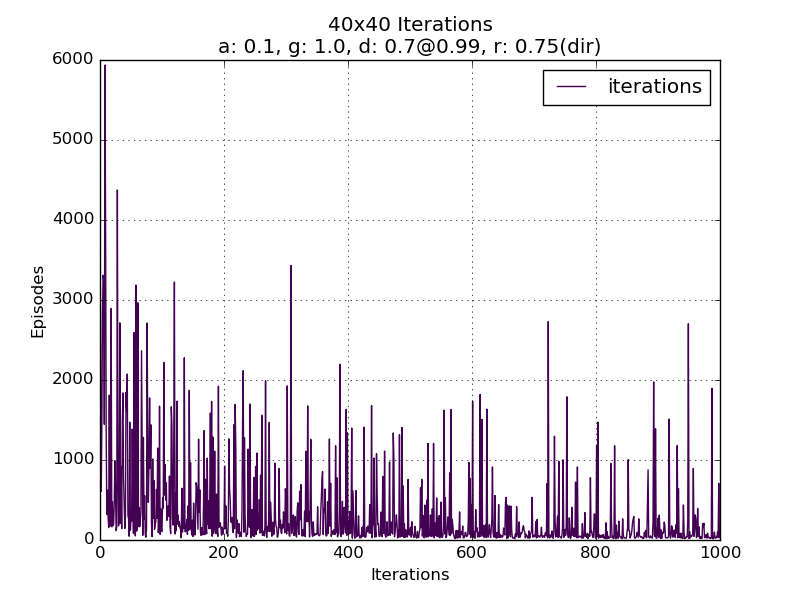 40x40 Iterations
a: 0.1, g: 1.0, d: 0.7@0.99, r: 0.75(dir)
iterations
6000
5000
4000
3000
2000
1000
0
Episodes
0 200 400 600 800 1000
Iterations